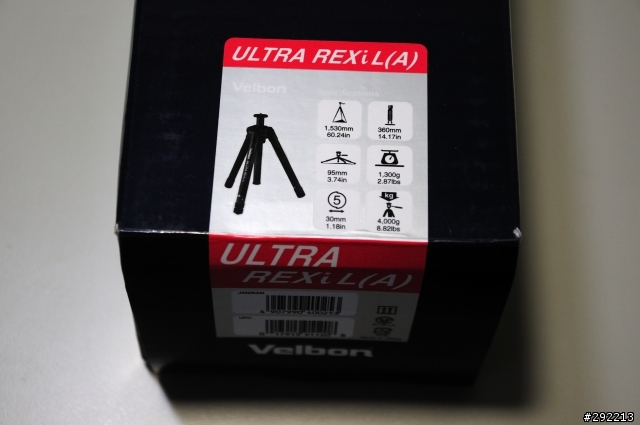 ULTRA REXi L(A)
Velbon
1,530mm
60.24in
360mm
14.17in
95mm
3.74in
1,300g
2.87lbs
5
30mm
1.18in
kg
4,000g
8.82lbs
ULTRA
REXi L(A)
Velbon
#292213